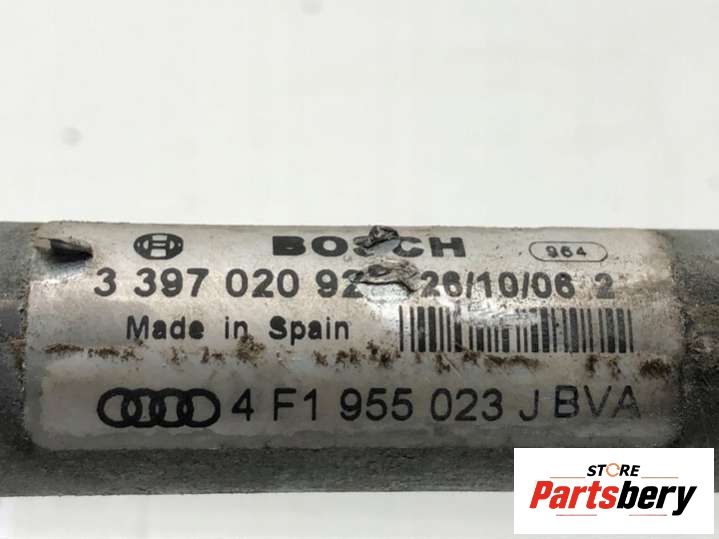 BOSCH 964
3 397 020 92 26/10/06 2
Made in Spain
4 F1 955 023 J BVA
STORE
Partsbery